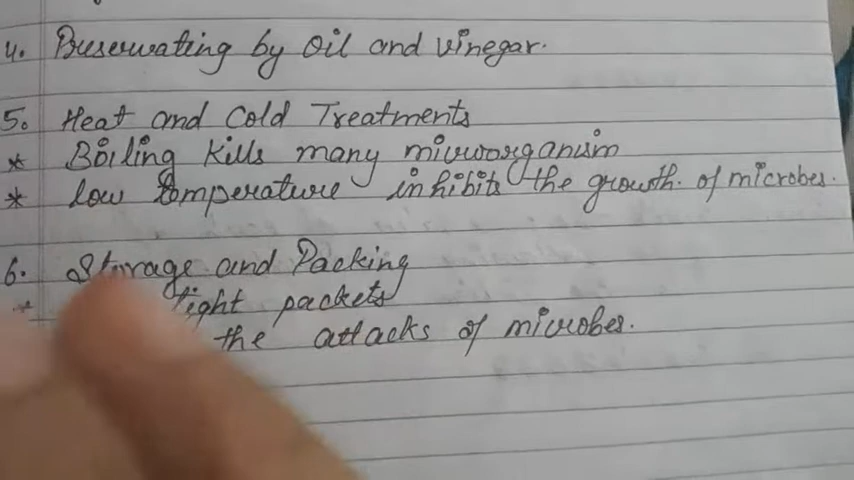 4. Preservating by Oil and vinegar.
5. Heat and Cold Treatments
* Boiling kills many microorganism
* low temperature inhibits the growth. of microbes.
6. Storage and Packing
* tight packets
the attacks of microbes.